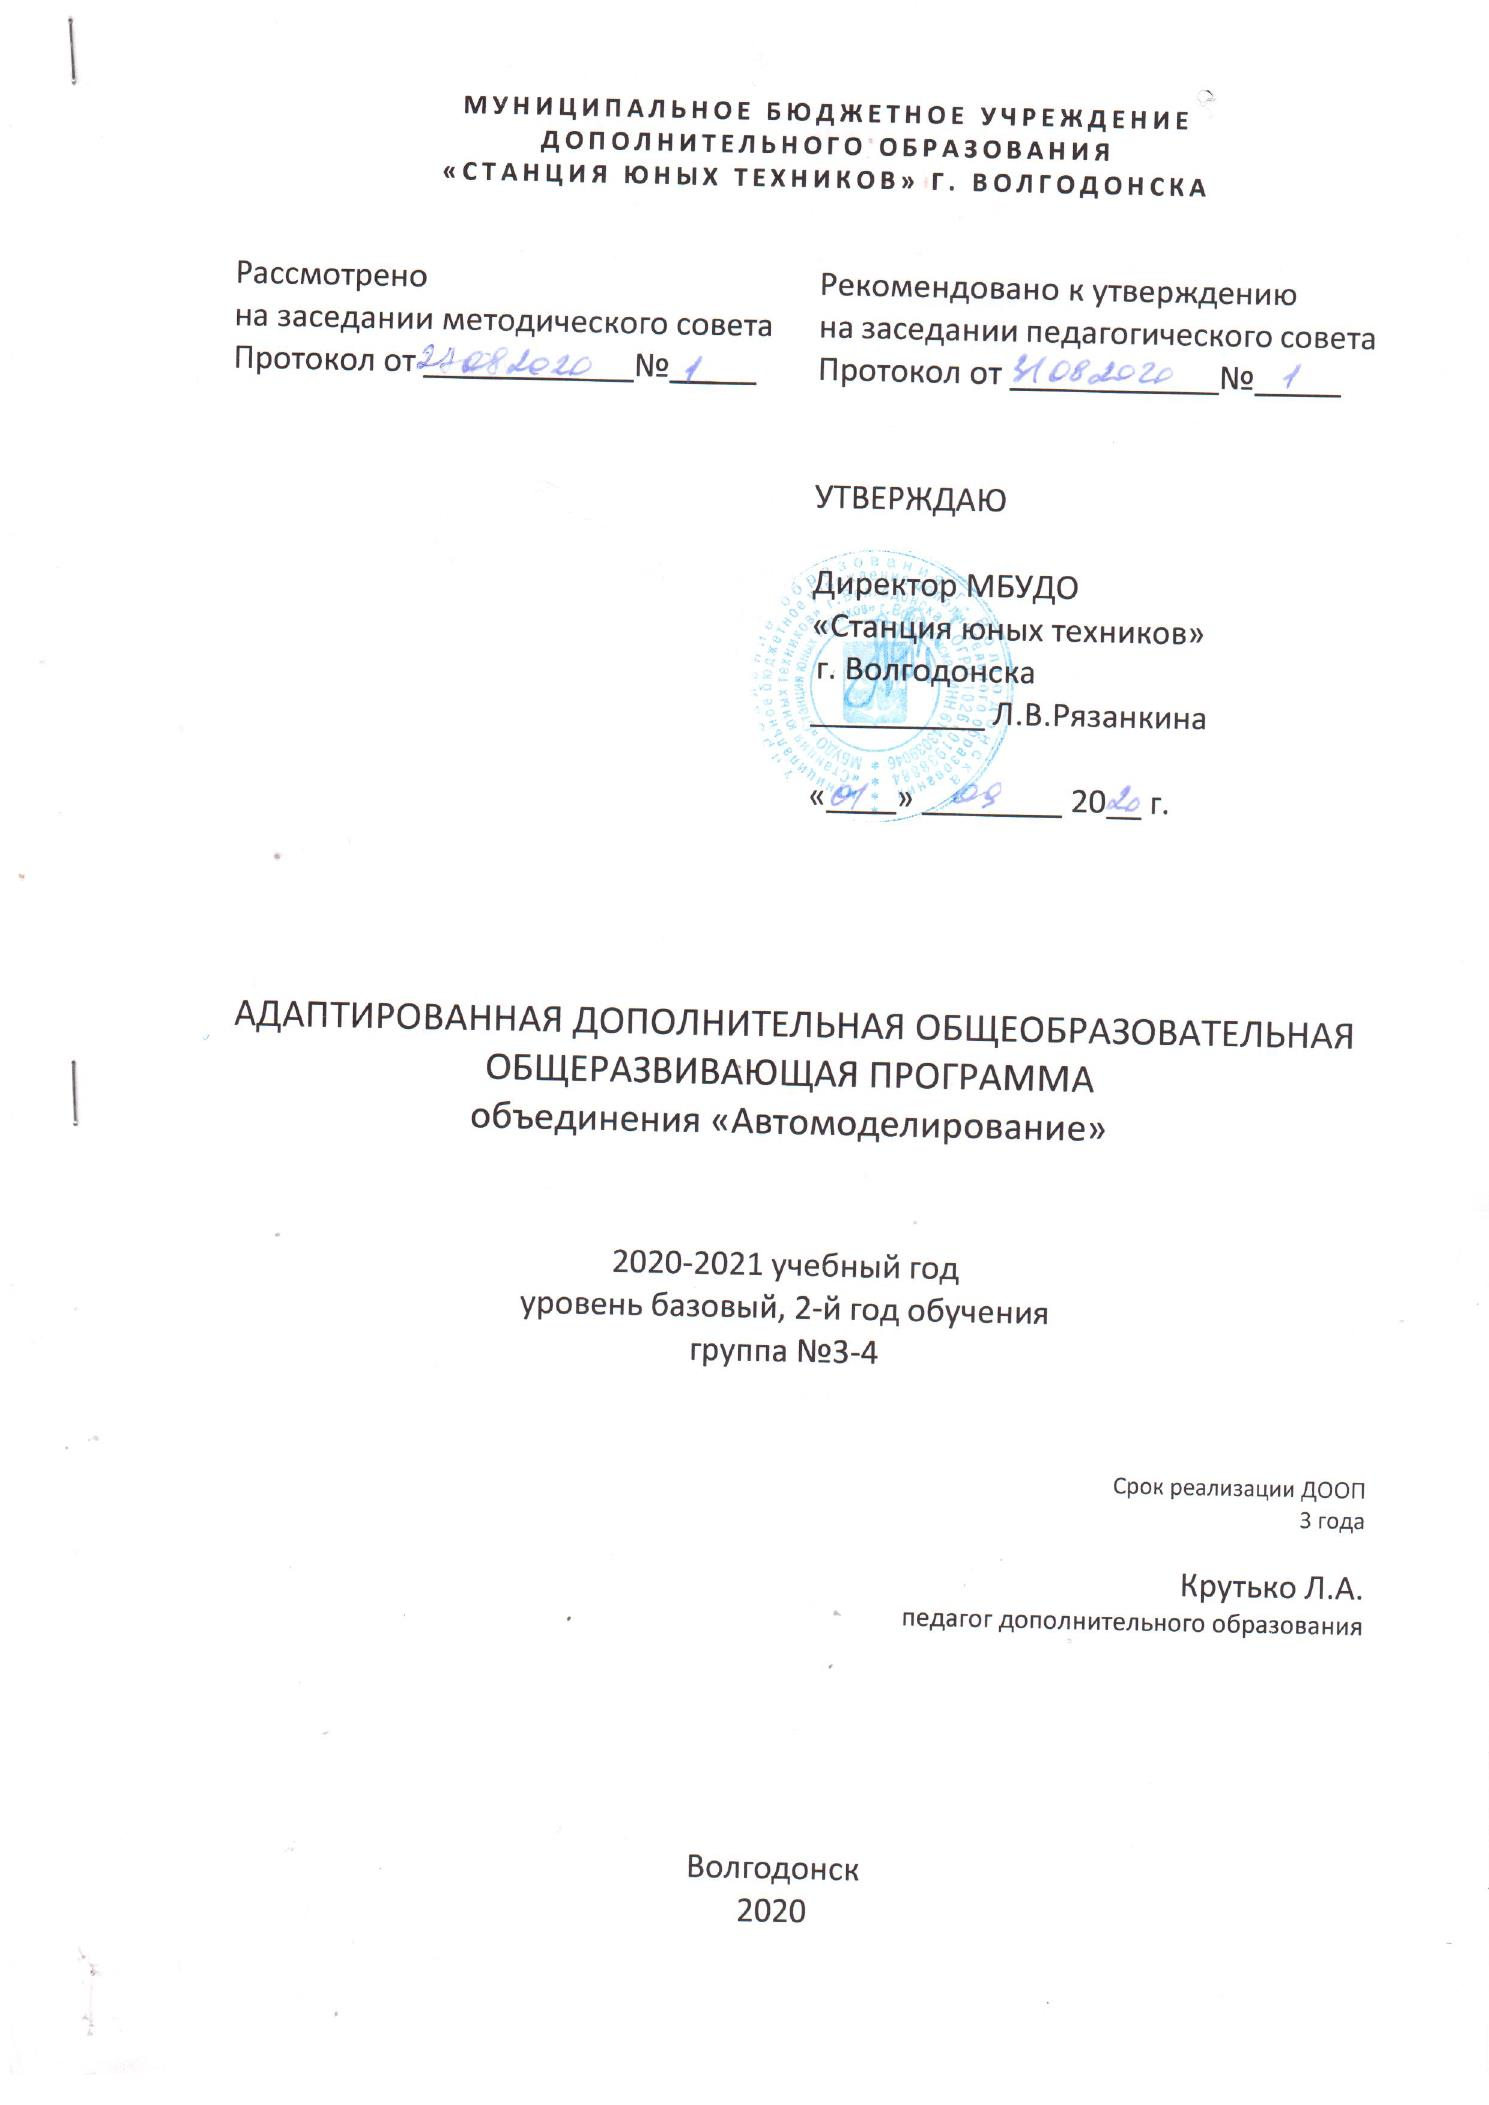 МУНИЦИПАЛЬНОЕ БЮДЖЕТНОЕ УЧРЕЖДЕНИЕ
ДОПОЛНИТЕЛЬНОГО ОБРАЗОВАНИЯ
«СТАНЦИЯ ЮНЫХ ТЕХНИКОВ» Г. ВОЛГОДОНСКА
Рассмотрено
на заседании методического совета
Протокол от 08 2020 № 1
Рекомендовано к утверждению
на заседании педагогического совета
Протокол от 31 08 2020 № 1
УТВЕРЖДАЮ
Директор МБУДО
«Станция юных техников»
г. Волгодонска
Л.В.Рязанкина
«01» 09 2020 г.
АДАПТИРОВАННАЯ ДОПОЛНИТЕЛЬНАЯ ОБЩЕОБРАЗОВАТЕЛЬНАЯ
ОБЩЕРАЗВИВАЮЩАЯ ПРОГРАММА
объединения «Автомоделирование»
2020-2021 учебный год
уровень базовый, 2-й год обучения
группа №3-4
Срок реализации ДООП
3 года
Крутько Л.А.
педагог дополнительного образования
Волгодонск
2020